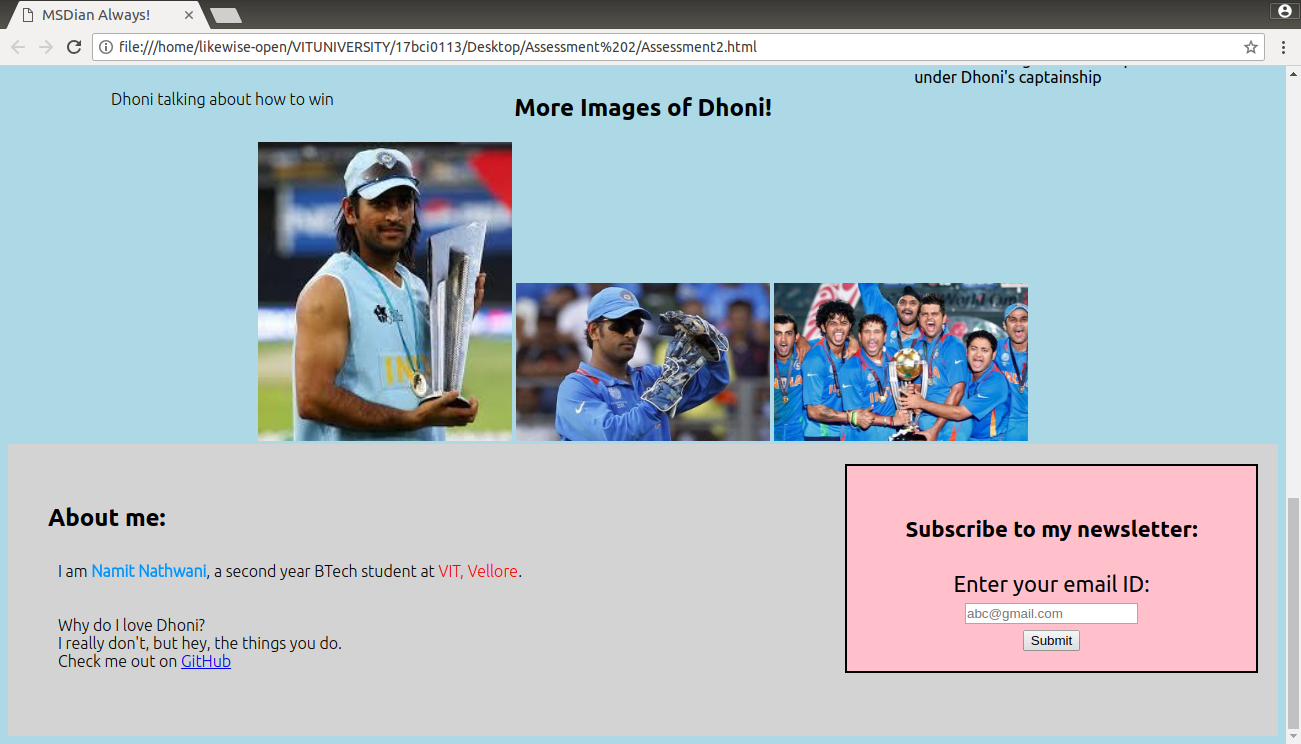 MSDian Always!
file:///home/likewise-open/VITUNIVERSITY/17bci0113/Desktop/Assessment%202/Assessment2.html
under Dhoni's captainship
Dhoni talking about how to win
More Images of Dhoni!
INDIA
World Cup
About me:
I am Namit Nathwani, a second year BTech student at VIT, Vellore.
Why do I love Dhoni?
I really don't, but hey, the things you do.
Check me out on GitHub
Subscribe to my newsletter:
Enter your email ID:
abc@gmail.com
Submit